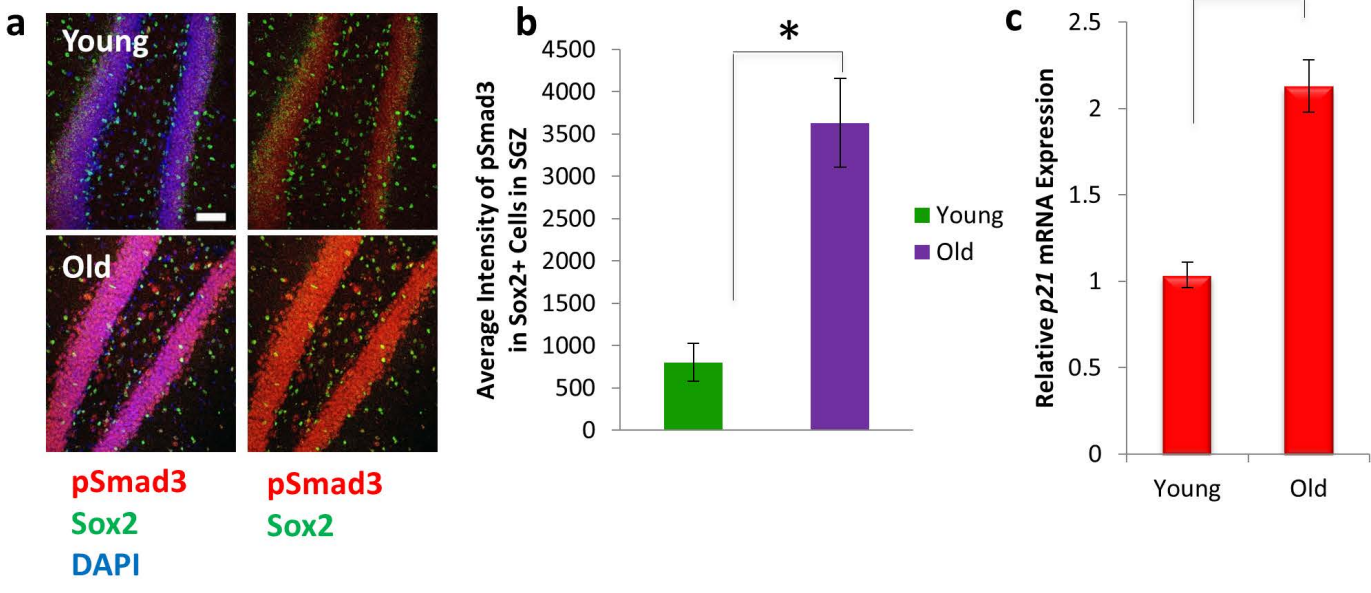 a
Young
Old
pSmad3
Sox2
DAPI
pSmad3
Sox2
b
*
Average Intensity of pSmad3
in Sox2+ Cells in SGZ
4500
4000
3500
3000
2500
2000
1500
1000
500
0
Young
Old
c
Relative p21 mRNA Expression
2.5
2
1.5
1
0.5
0
Young
Old